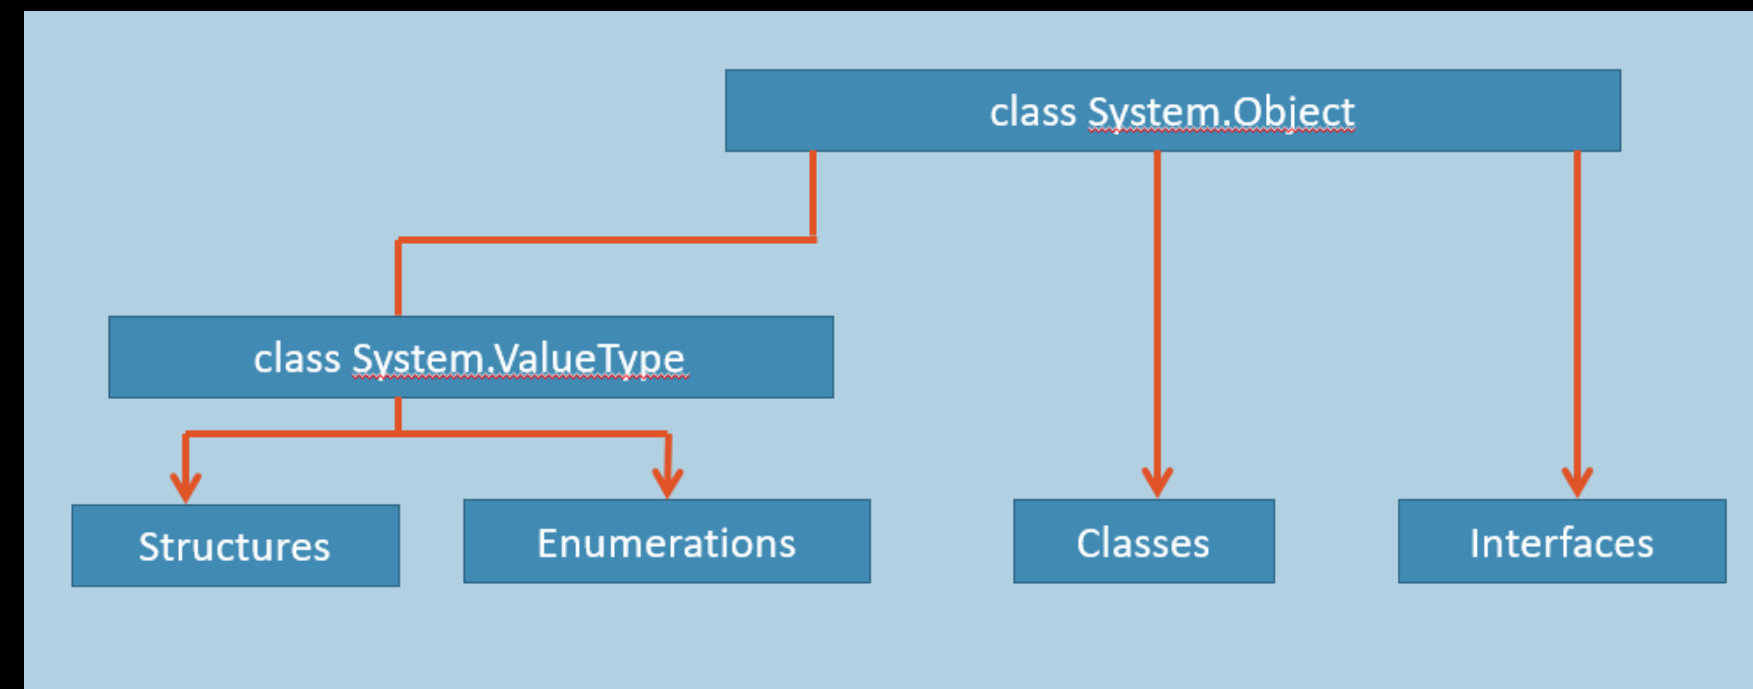 class System.Object
class System.ValueType
Structures
Enumerations
Classes
Interfaces